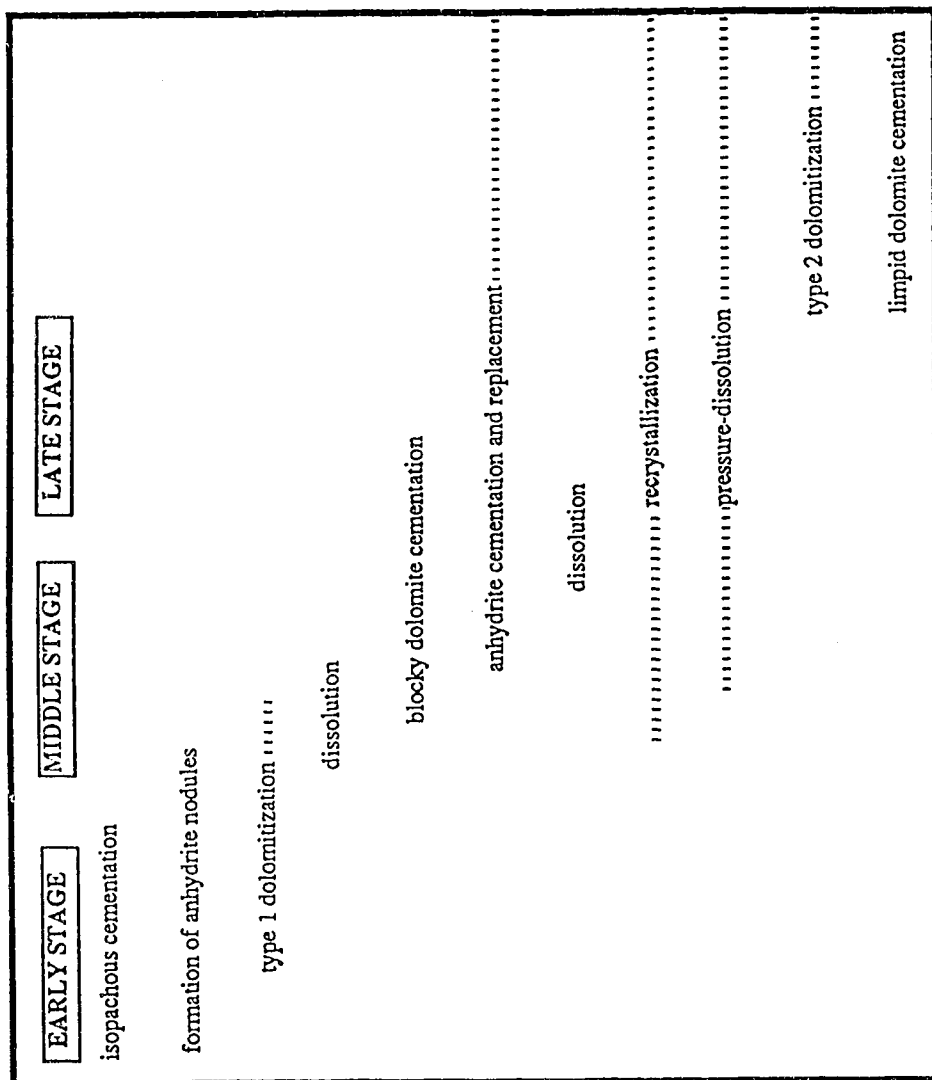 EARLY STAGE MIDDLE STAGE LATE STAGE
isopachous cementation
formation of anhydrite nodules
type 1 dolomitization
dissolution
blocky dolomite cementation
anhydrite cementation and replacement
dissolution
recrystallization
pressure-dissolution
type 2 dolomitization
limpid dolomite cementation